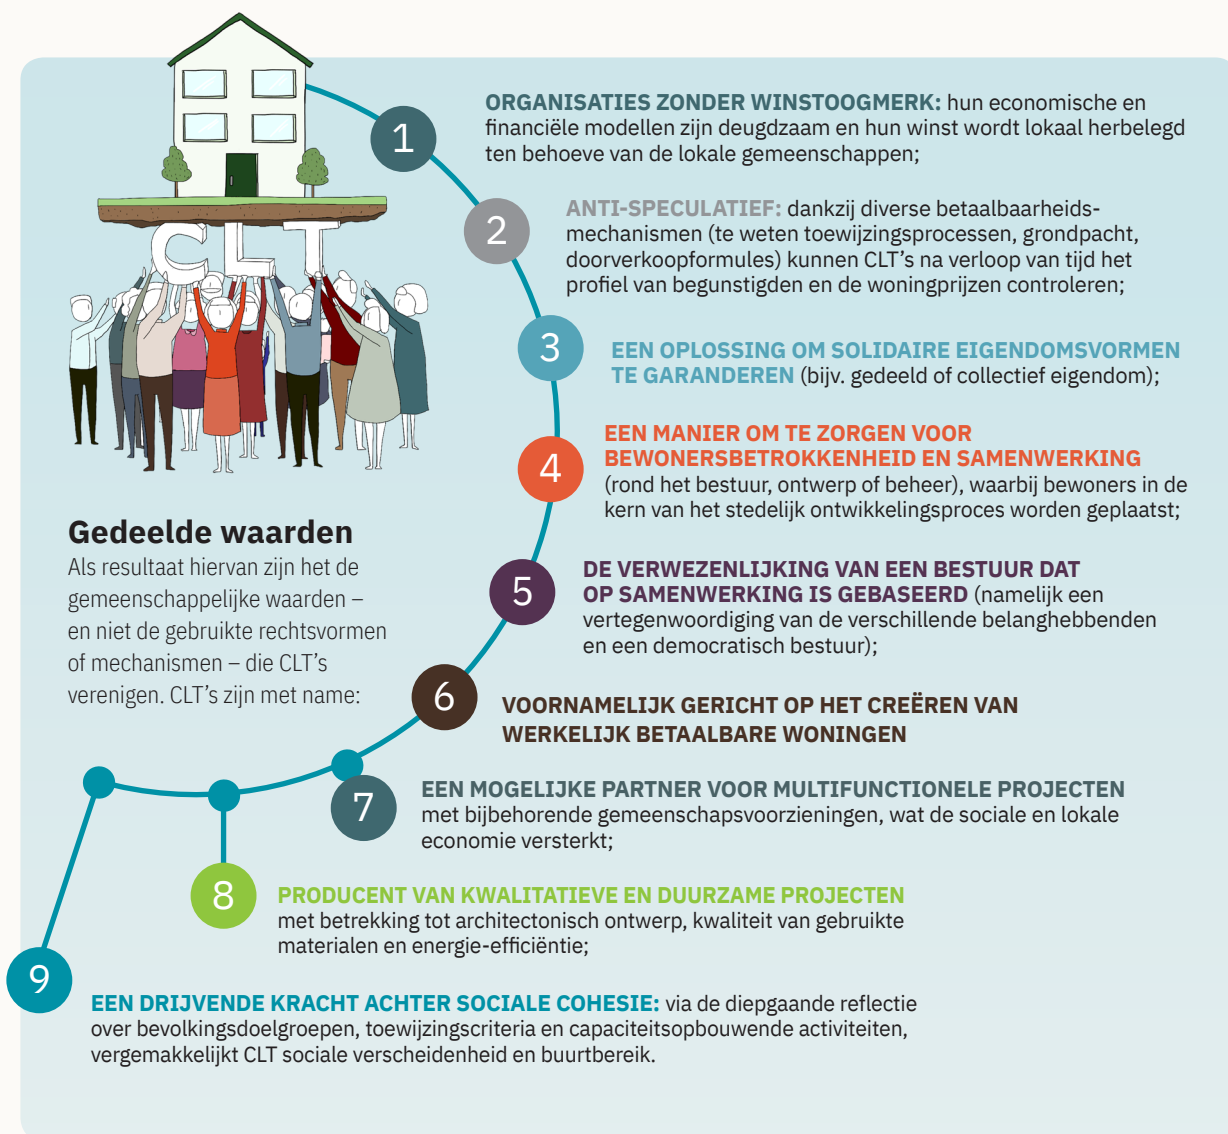 CLT
1
ORGANISATIES ZONDER WINSTOOGMERK: hun economische en
financiële modellen zijn deugdzaam en hun winst wordt lokaal herbelegd
ten behoeve van de lokale gemeenschappen;
2
ANTI-SPECULATIEF: dankzij diverse betaalbaarheids-
mechanismen (te weten toewijzingsprocessen, grondpacht,
doorverkoopformules) kunnen CLT's na verloop van tijd het
profiel van begunstigden en de woningprijzen controleren;
3
EEN OPLOSSING OM SOLIDAIRE EIGENDOMSVORMEN
TE GARANDEREN (bijv. gedeeld of collectief eigendom);
4
EEN MANIER OM TE ZORGEN VOOR
BEWONERSBETROKKENHEID EN SAMENWERKING
(rond het bestuur, ontwerp of beheer), waarbij bewoners in de
kern van het stedelijk ontwikkelingsproces worden geplaatst;
Gedeelde waarden
Als resultaat hiervan zijn het de
gemeenschappelijke waarden –
en niet de gebruikte rechtsvormen
of mechanismen – die CLT's
verenigen. CLT's zijn met name:
5
DE VERWEZENLIJKING VAN EEN BESTUUR DAT
OP SAMENWERKING IS GEBASEERD (namelijk een
vertegenwoordiging van de verschillende belanghebbenden
en een democratisch bestuur);
6
VOORNAMELIJK GERICHT OP HET CREËREN VAN
WERKELIJK BETAALBARE WONINGEN
7
EEN MOGELIJKE PARTNER VOOR MULTIFUNCTIONELE PROJECTEN
met bijbehorende gemeenschapsvoorzieningen, wat de sociale en lokale
economie versterkt;
8
PRODUCENT VAN KWALITATIEVE EN DUURZAME PROJECTEN
met betrekking tot architectonisch ontwerp, kwaliteit van gebruikte
materialen en energie-efficiëntie;
9
EEN DRIJVENDE KRACHT ACHTER SOCIALE COHESIE: via de diepgaande reflectie
over bevolkingsdoelgroepen, toewijzingscriteria en capaciteitsopbouwende activiteiten,
vergemakkelijkt CLT sociale verscheidenheid en buurtbereik.